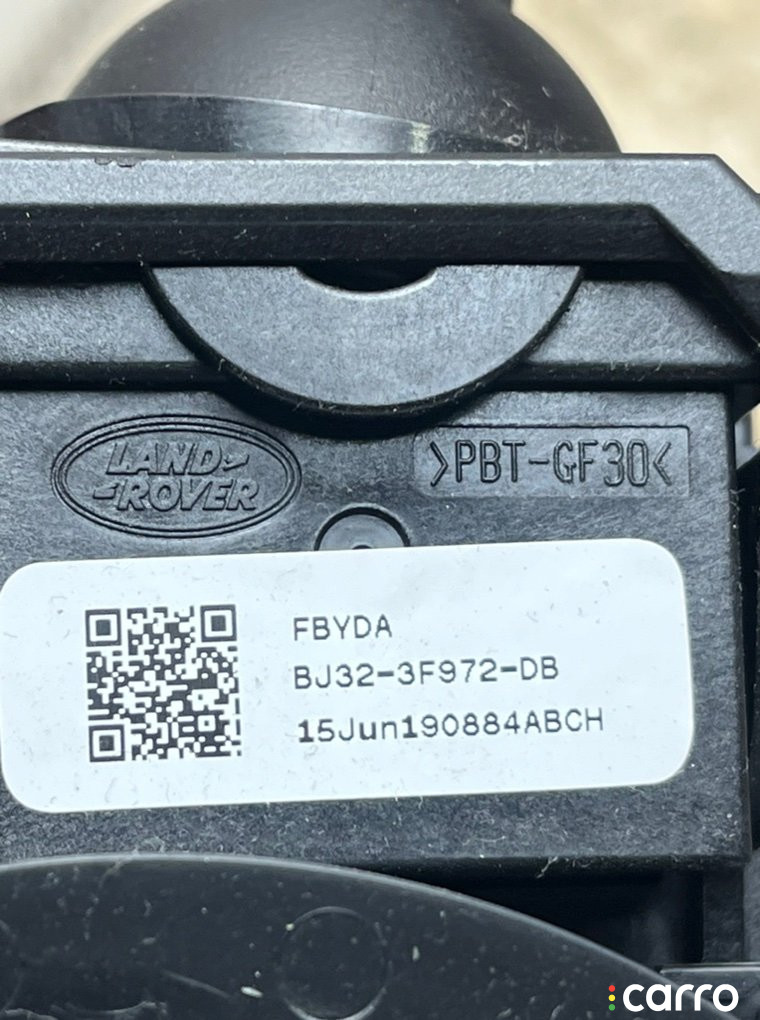 LAND
-ROVER
>PBT-GF30<
FBYDA
BJ32-3F972-DB
15Jun190884ABCH
carro